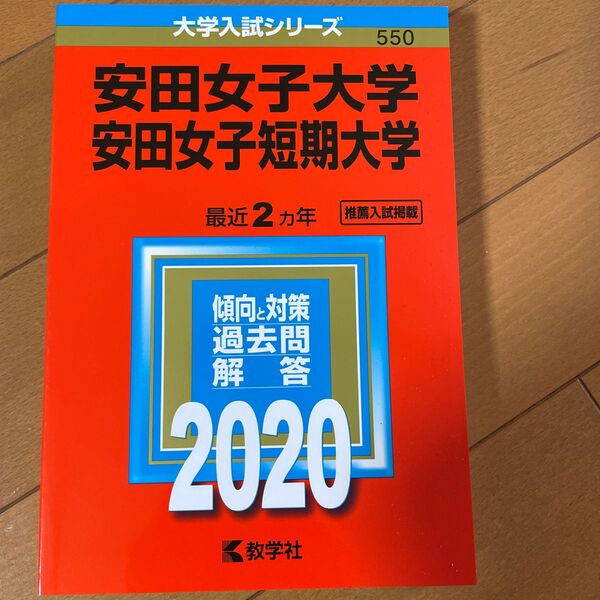 大学入試シリーズ
550
安田女子大学
安田女子短期大学
最近2ヵ年
推薦入試掲載
傾向と対策
過去問
解答
2020
教学社